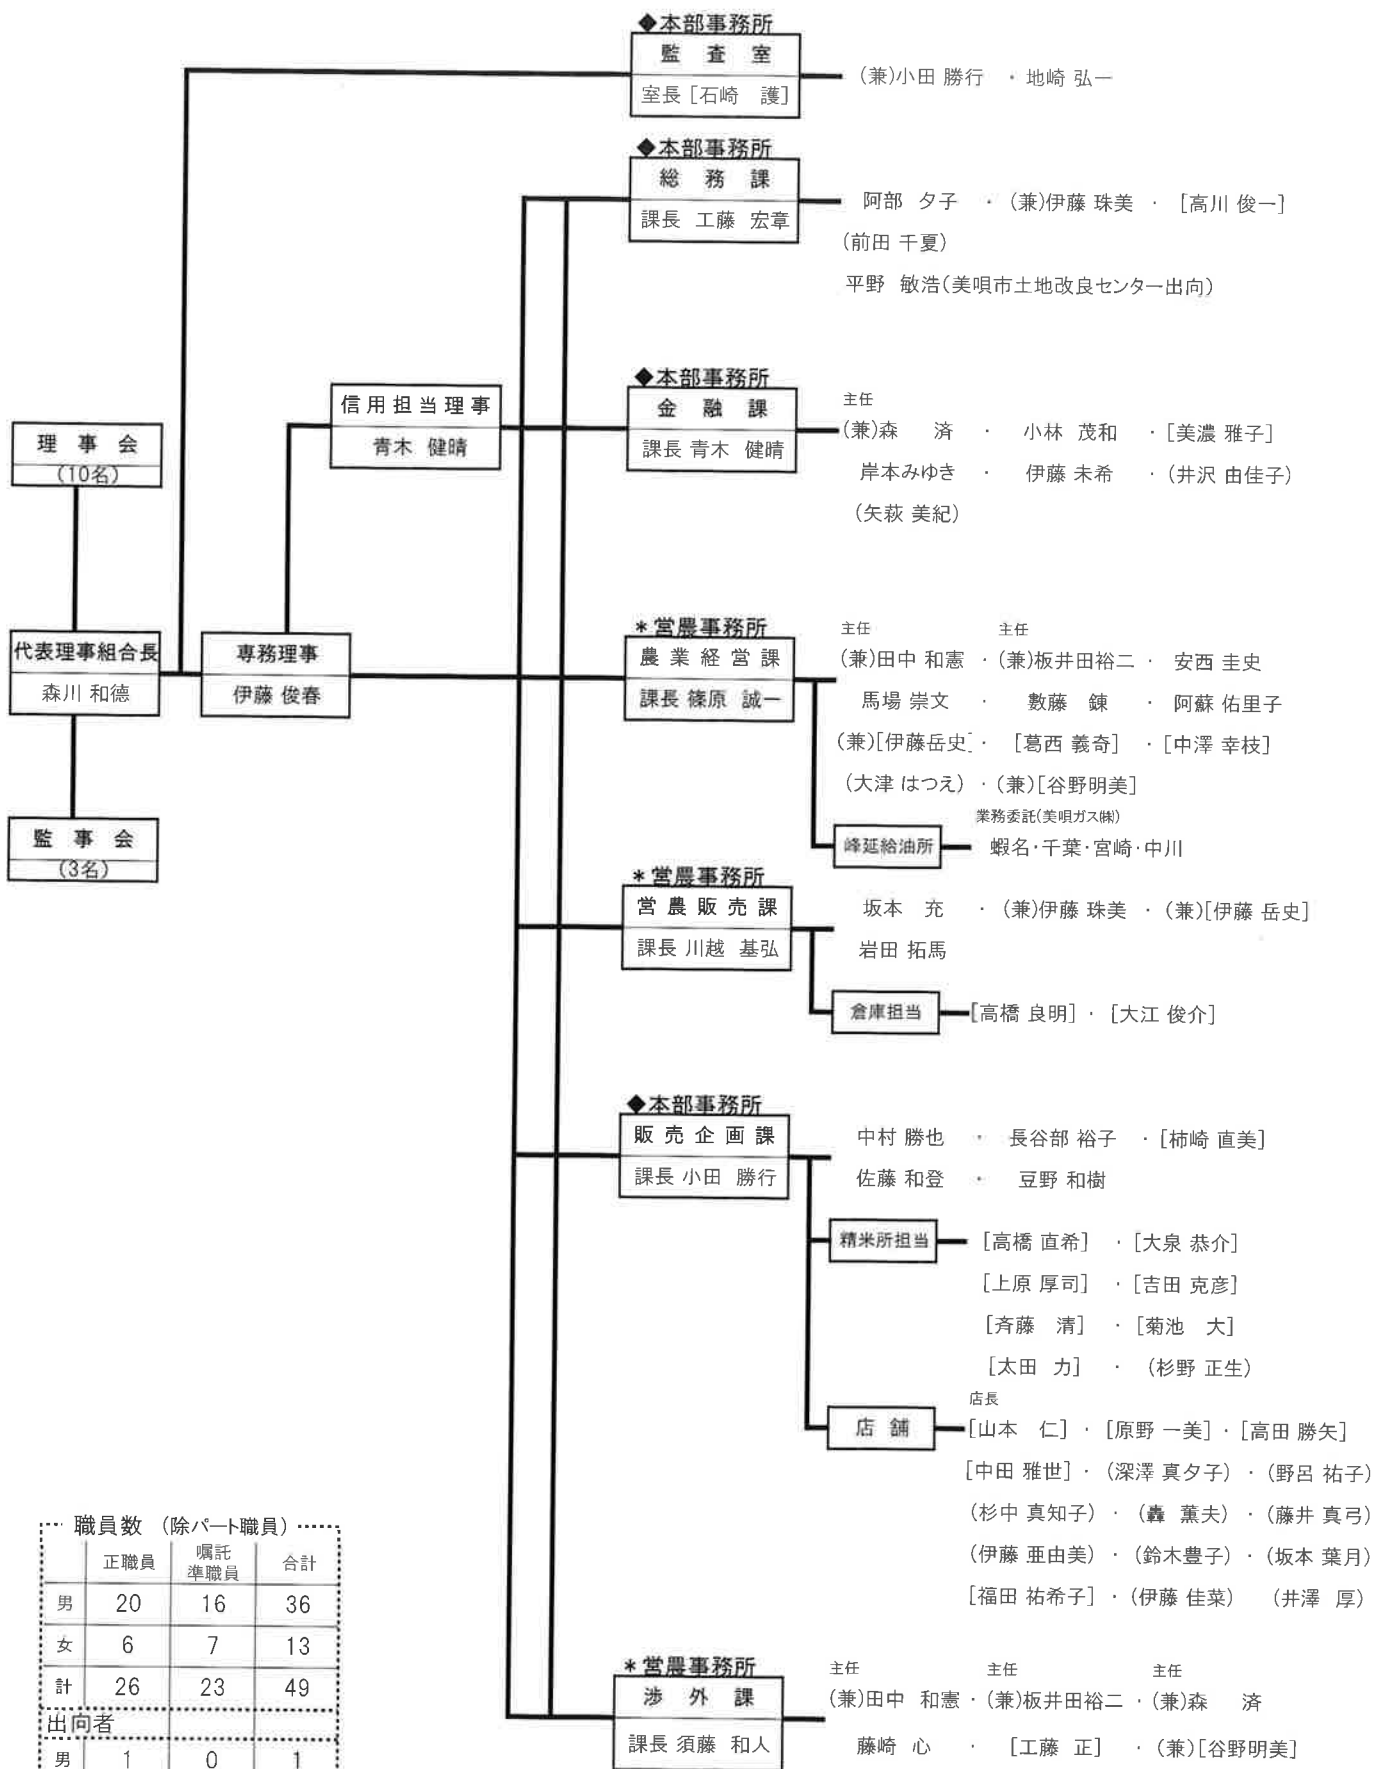 ◆本部事務所
監 査 室
室長 [石崎 護]
(兼)小田 勝行 ・ 地崎 弘一
◆本部事務所
総 務 課
課長 工藤 宏章
阿部 夕子 ・ (兼)伊藤 珠美 ・ [高川 俊一]
(前田 千夏)
平野 敏浩(美唄市土地改良センター出向)
信用担当理事
青木 健晴
◆本部事務所
金 融 課
課長 青木 健晴
主任
(兼)森 済 ・ 小林 茂和 ・ [美濃 雅子]
岸本みゆき ・ 伊藤 未希 ・ (井沢 由佳子)
(矢萩 美紀)
理 事 会
(10名)
代表理事組合長
森川 和德
専務理事
伊藤 俊春
監 事 会
(3名)
＊営農事務所
農業経営課
課長 篠原 誠一
主任 主任
(兼)田中 和憲 ・ (兼)板井田裕二 ・ 安西 圭史
馬場 崇文 ・ 數藤 錬 ・ 阿蘇 佑里子
(兼)[伊藤岳史] ・ [葛西 義奇] ・ [中澤 幸枝]
(大津 はつえ) ・ (兼)[谷野明美]
業務委託(美唄ガス㈱)
峰延給油所
蝦名・千葉・宮崎・中川
＊営農事務所
営農販売課
課長 川越 基弘
坂本 充 ・ (兼)伊藤 珠美 ・ (兼)[伊藤 岳史]
岩田 拓馬
倉庫担当
[高橋 良明] ・ [大江 俊介]
◆本部事務所
販売企画課
課長 小田 勝行
中村 勝也 ・ 長谷部 裕子 ・ [柿崎 直美]
佐藤 和登 ・ 豆野 和樹
精米所担当
[高橋 直希] ・ [大泉 恭介]
[上原 厚司] ・ [吉田 克彦]
[斉藤 清] ・ [菊池 大]
[太田 力] ・ (杉野 正生)
店長
店 舗
[山本 仁] ・ [原野 一美] ・ [高田 勝矢]
[中田 雅世] ・ (深澤 真夕子) ・ (野呂 祐子)
(杉中 真知子) ・ (轟 薫夫) ・ (藤井 真弓)
(伊藤 亜由美) ・ (鈴木豊子) ・ (坂本 葉月)
[福田 祐希子] ・ (伊藤 佳菜) (井澤 厚)
＊営農事務所
渉 外 課
課長 須藤 和人
主任 主任 主任
(兼)田中 和憲 ・ (兼)板井田裕二 ・ (兼)森 済
藤崎 心 ・ [工藤 正] ・ (兼)[谷野明美]
職員数 (除パート職員)
正職員 嘱託準職員 合計
男 20 16 36
女 6 7 13
計 26 23 49
出向者
男 1 0 1